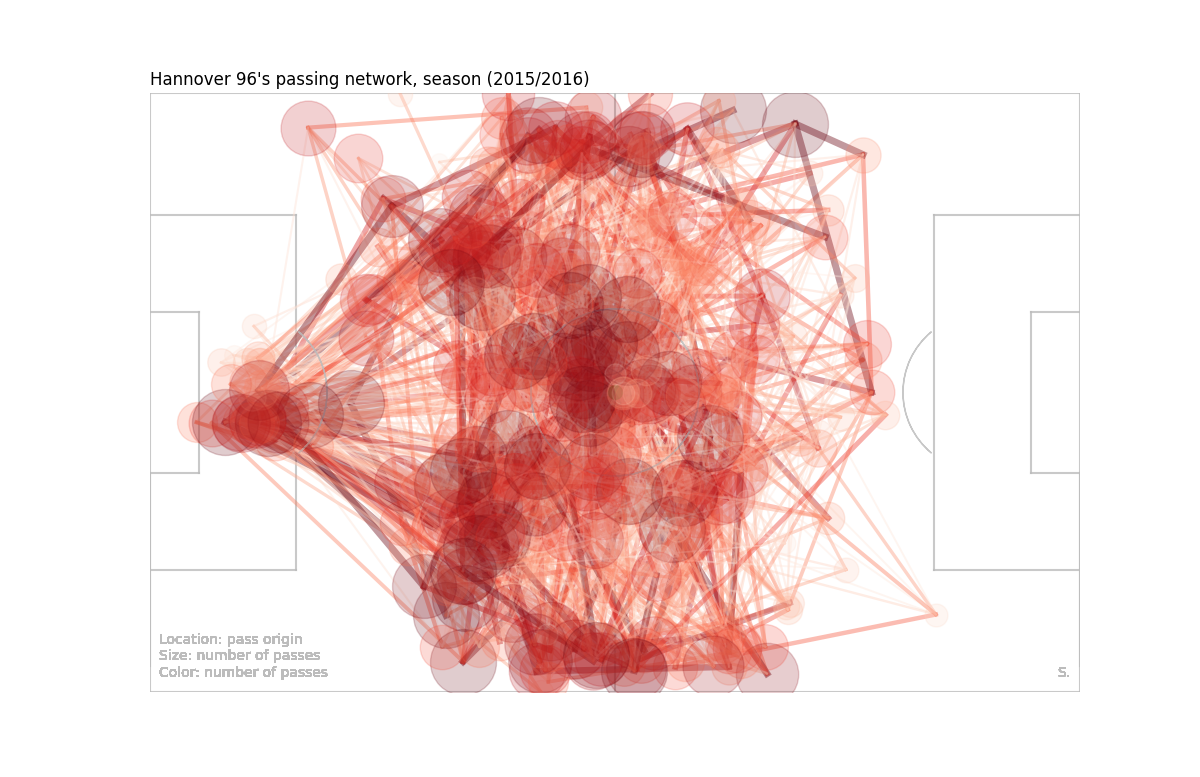 Hannover 96's passing network, season (2015/2016)
Location: pass origin
Size: number of passes
Color: number of passes
S.